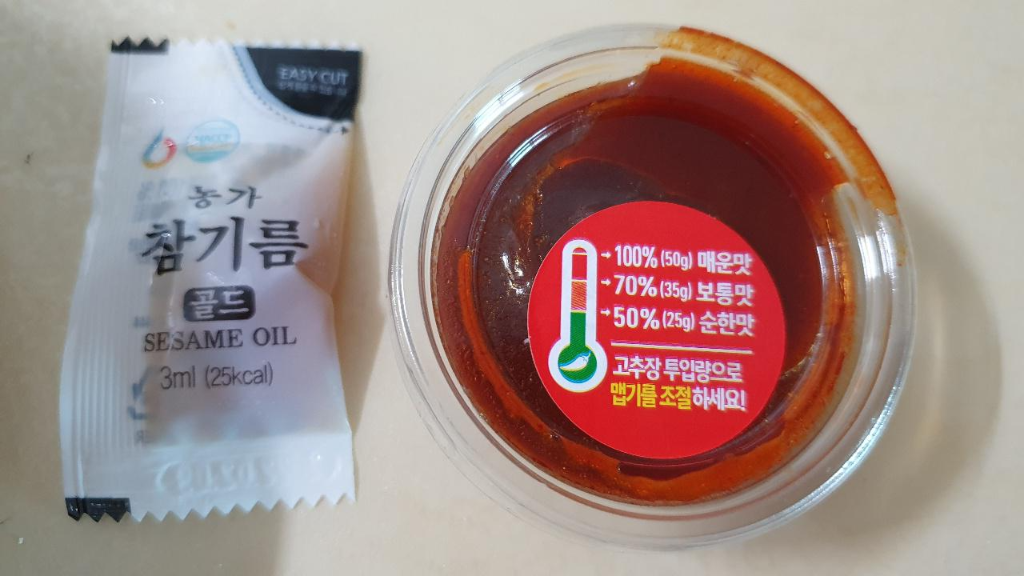 EASY CUT
농가
참기름
골드
SESAME OIL
3ml (25kcal)
100% (50g) 매운맛
70% (35g) 보통맛
50% (25g) 순한맛
고추장 투입량으로
맵기를 조절하세요!